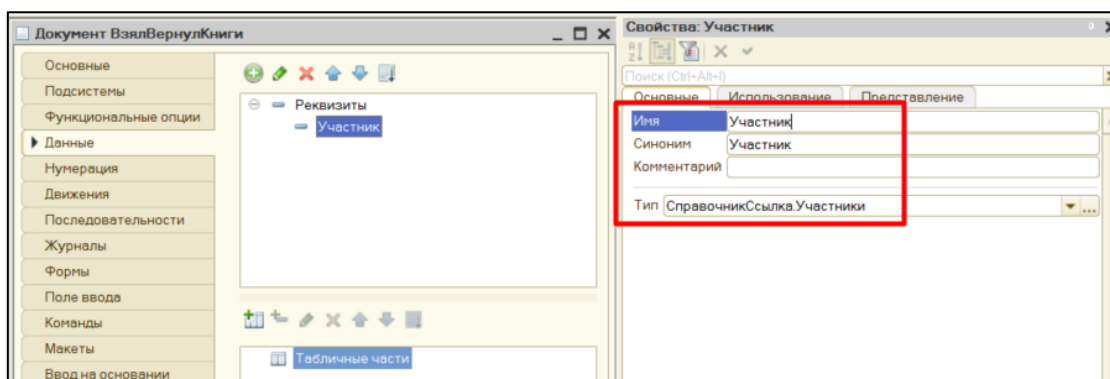 Документ ВзялВернулКниги
Основные
Подсистемы
Функциональные опции
Данные
Нумерация
Движения
Последовательности
Журналы
Формы
Поле ввода
Команды
Макеты
Ввод на основании
Реквизиты
Участник
Табличные части
Свойства: Участник
Поиск (Ctrl+Alt+I)
Основные Использование Представление
Имя Участник
Синоним Участник
Комментарий
Тип СправочникСсылка.Участники